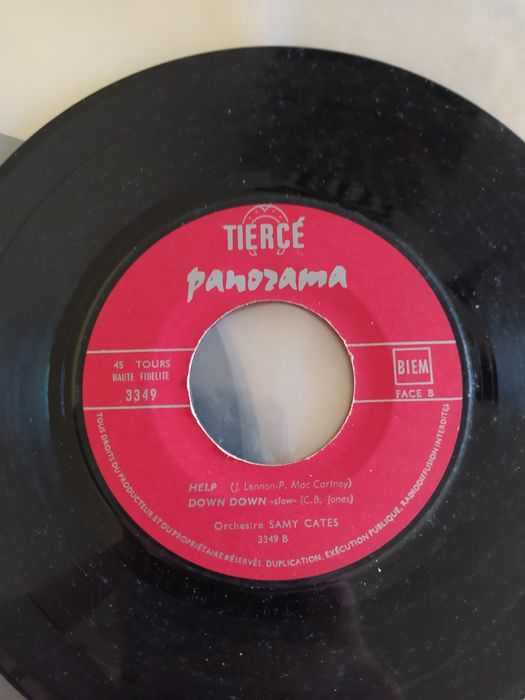 TIERCÉ
panorama
45 TOURS
HAUTE FIDELITE
3349
BIEM
FACE B
HELP (J. Lennon-P. Mac Cartney)
DOWN DOWN -slow- (C.B. Jones)
Orchestre SAMY CATES
3349 B
TOUS DROITS DU PRODUCTEUR ET DU PROPRIÉTAIRE RÉSERVÉS. DUPLICATION, EXÉCUTION PUBLIQUE, RADIODIFFUSION INTERDITES